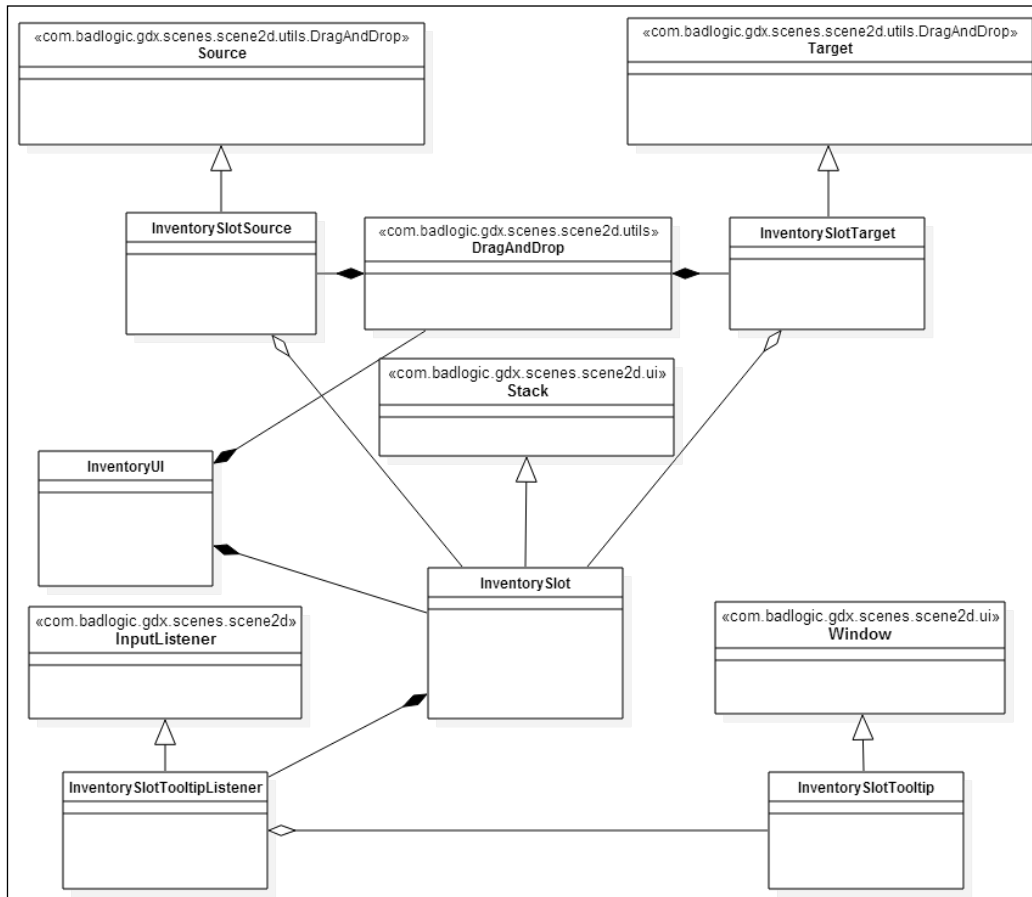 «com.badlogic.gdx.scenes.scene2d.utils.DragAndDrop»
Source
«com.badlogic.gdx.scenes.scene2d.utils.DragAndDrop»
Target
InventorySlotSource
«com.badlogic.gdx.scenes.scene2d.utils»
DragAndDrop
InventorySlotTarget
«com.badlogic.gdx.scenes.scene2d.ui»
Stack
InventoryUI
InventorySlot
«com.badlogic.gdx.scenes.scene2d»
InputListener
«com.badlogic.gdx.scenes.scene2d.ui»
Window
InventorySlotTooltipListener
InventorySlotTooltip